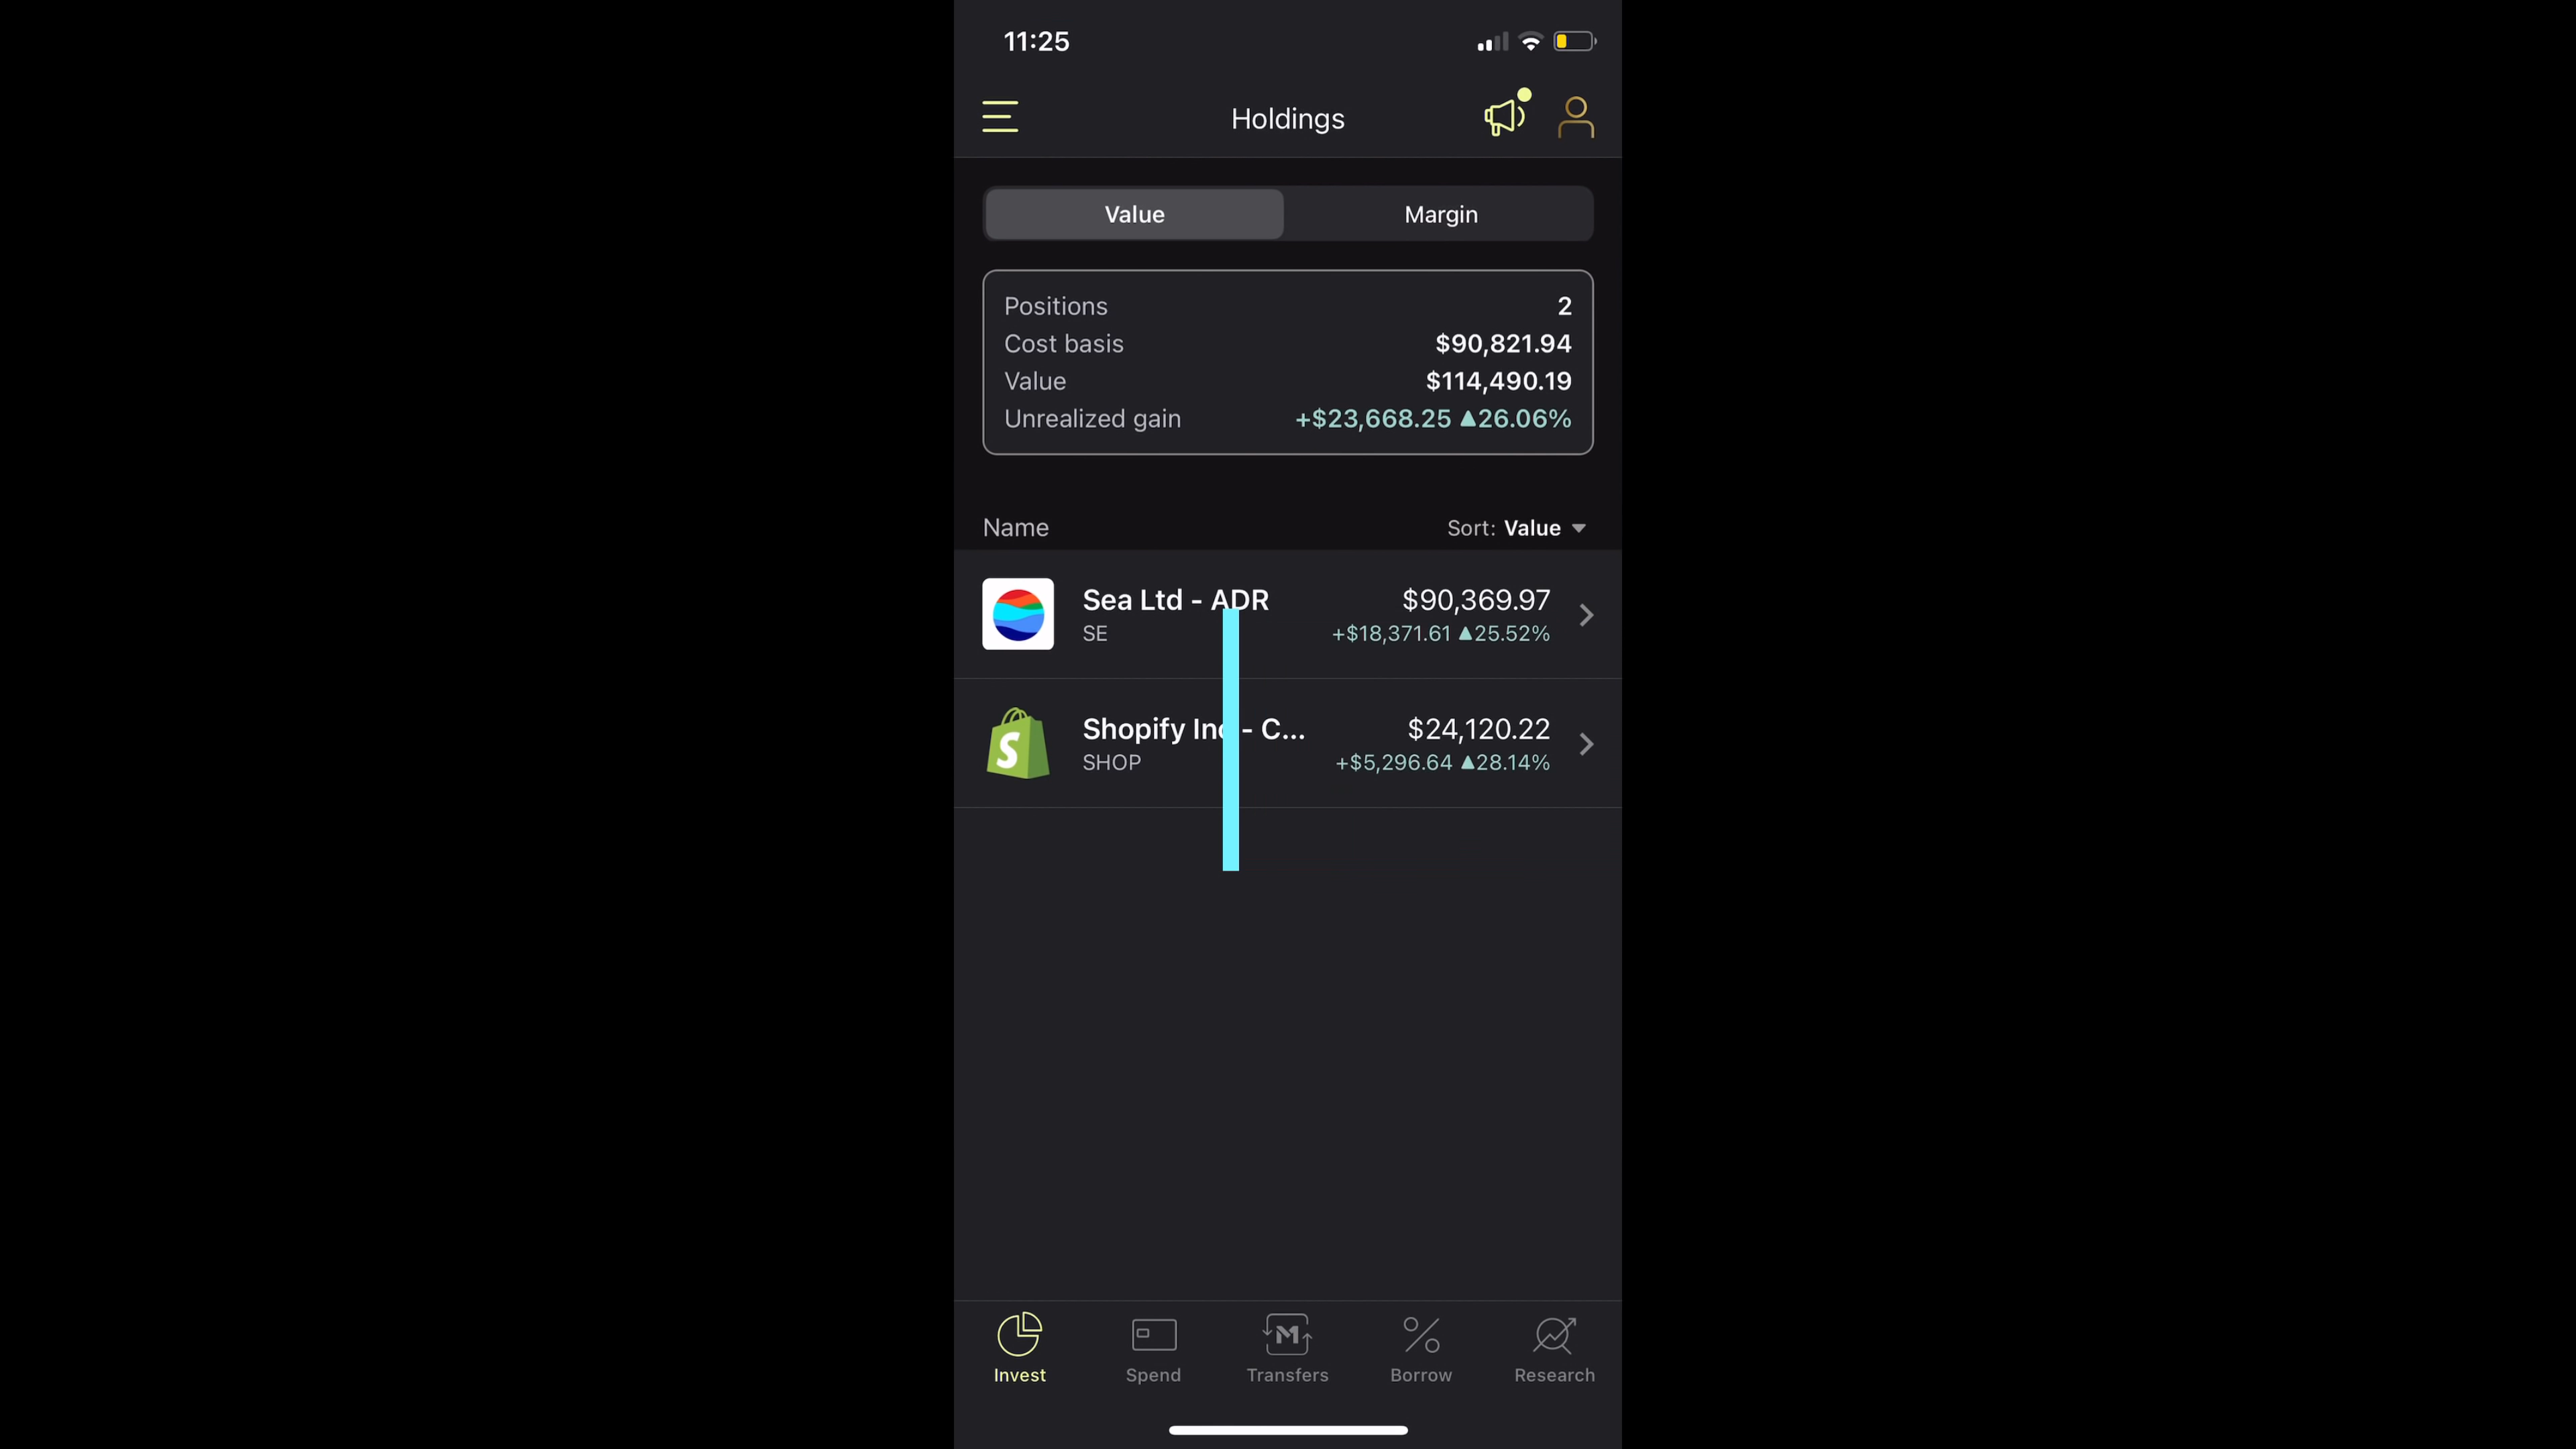 11:25
Holdings
Value Margin
Positions 2
Cost basis $90,821.94
Value $114,490.19
Unrealized gain +$23,668.25 ▲26.06%
Name Sort: Value
Sea Ltd - ADR $90,369.97
SE +$18,371.61 ▲25.52%
Shopify Inc - C... $24,120.22
SHOP +$5,296.64 ▲28.14%
Invest Spend Transfers Borrow Research